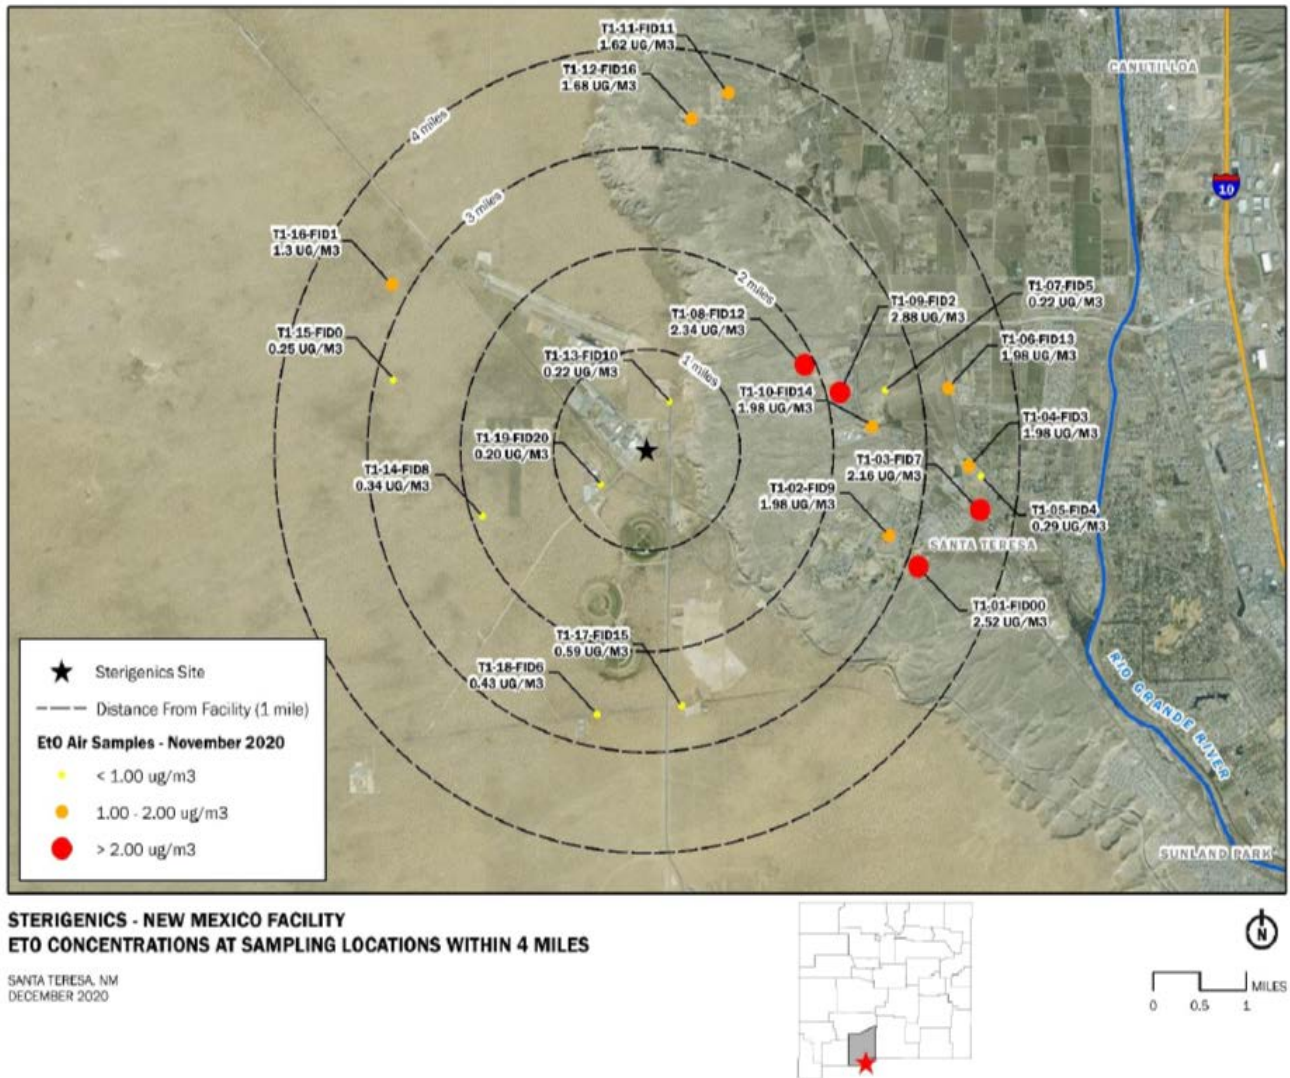 T1-11-FID11
1.62 UG/M3
T1-12-FID16
1.68 UG/M3
CANUTILLOA
4 miles
10
3 miles
T1-16-FID1
1.3 UG/M3
2 miles
T1-07-FID5
0.22 UG/M3
T1-09-FID2
2.88 UG/M3
T1-08-FID12
2.34 UG/M3
T1-15-FID0
0.25 UG/M3
T1-06-FID13
1.98 UG/M3
T1-13-FID10
0.22 UG/M3
1 miles
T1-10-FID14
1.98 UG/M3
T1-04-FID3
1.98 UG/M3
T1-19-FID20
0.20 UG/M3
T1-03-FID7
2.16 UG/M3
T1-14-FID8
0.34 UG/M3
T1-02-FID9
1.98 UG/M3
T1-05-FID4
0.29 UG/M3
SANTA TERESA
T1-01-FID00
2.52 UG/M3
T1-17-FID15
0.59 UG/M3
T1-18-FID6
0.43 UG/M3
RIO GRANDE RIVER
SUNLAND PARK
Sterigenics Site
Distance From Facility (1 mile)
EtO Air Samples - November 2020
< 1.00 ug/m3
1.00 - 2.00 ug/m3
> 2.00 ug/m3
STERIGENICS - NEW MEXICO FACILITY
ETO CONCENTRATIONS AT SAMPLING LOCATIONS WITHIN 4 MILES
SANTA TERESA, NM
DECEMBER 2020
N
MILES
0 0.5 1